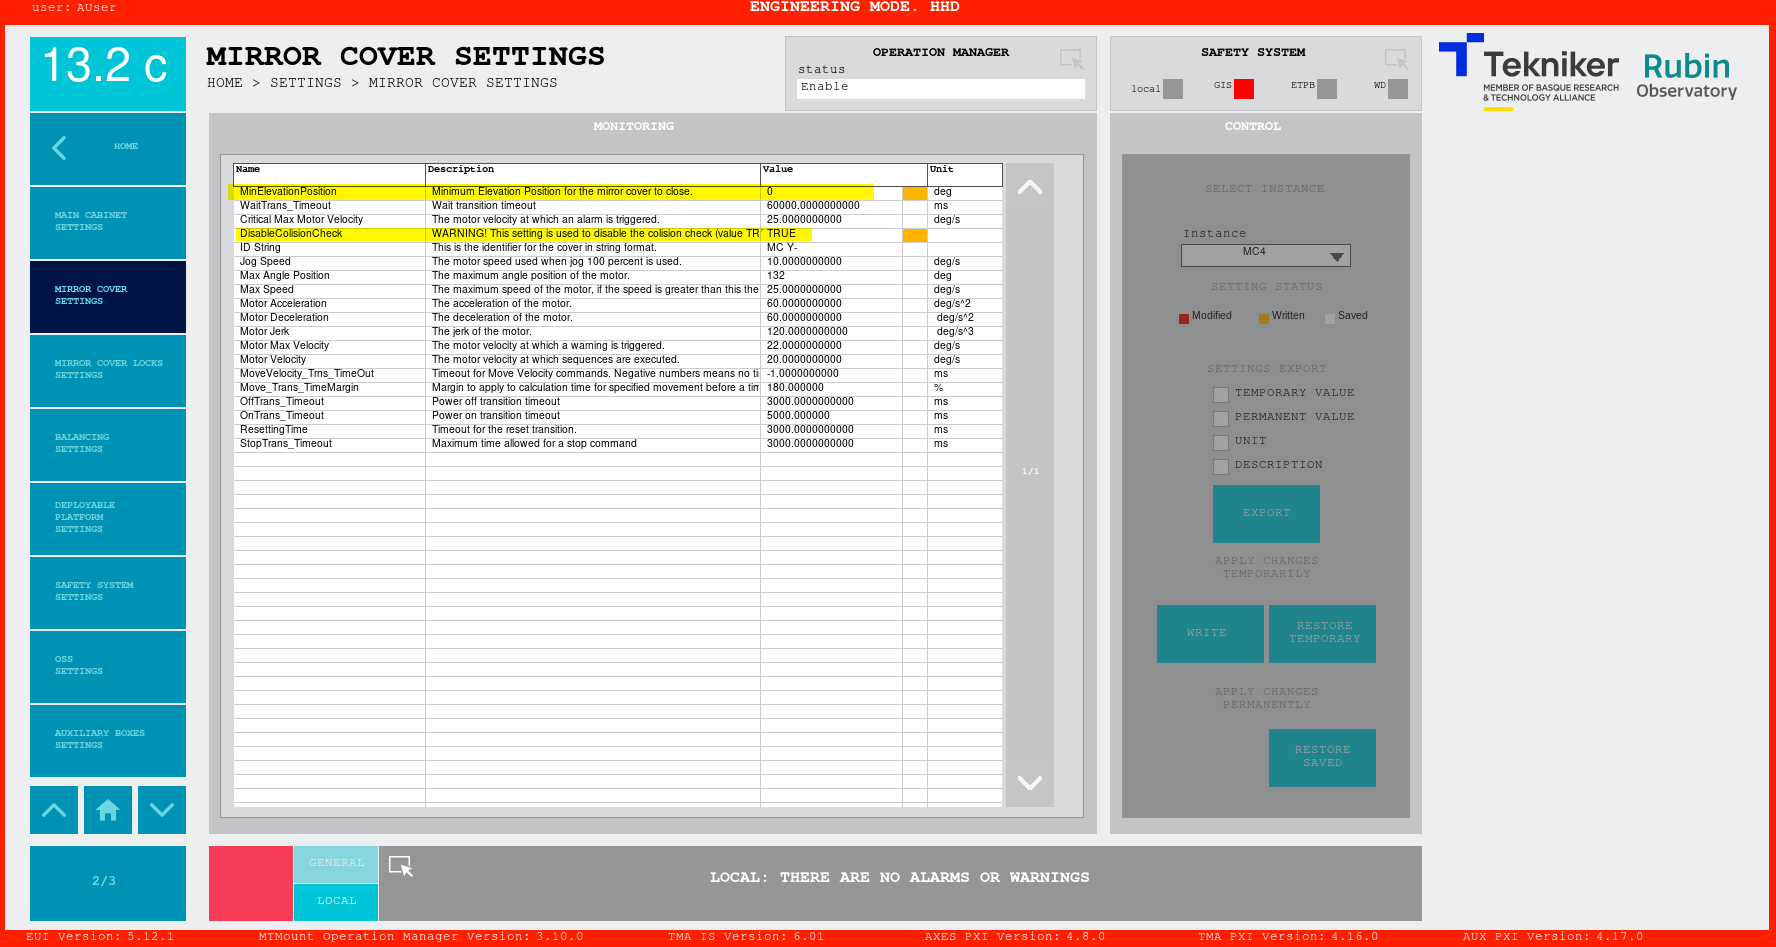 user: AUser
ENGINEERING MODE. HHD
13.2 c
MIRROR COVER SETTINGS
HOME > SETTINGS > MIRROR COVER SETTINGS
OPERATION MANAGER
status
Enable
SAFETY SYSTEM
local
GIS
ETPB
WD
Tekniker
MEMBER OF BASQUE RESEARCH
& TECHNOLOGY ALLIANCE
Rubin
Observatory
HOME
MAIN CABINET
SETTINGS
MIRROR COVER
SETTINGS
MIRROR COVER LOCKS
SETTINGS
BALANCING
SETTINGS
DEPLOYABLE
PLATFORM
SETTINGS
SAFETY SYSTEM
SETTINGS
OSS
SETTINGS
AUXILIARY BOXES
SETTINGS
2/3
MONITORING
Name Description Value Unit
MinElevationPosition Minimum Elevation Position for the mirror cover to close. 0 deg
WaitTrans_Timeout Wait transition timeout 60000.0000000000 ms
Critical Max Motor Velocity The motor velocity at which an alarm is triggered. 25.0000000000 deg/s
DisableColisionCheck WARNING! This setting is used to disable the colision check (value TR TRUE
ID String This is the identifier for the cover in string format. MC Y-
Jog Speed The motor speed used when jog 100 percent is used. 10.0000000000 deg/s
Max Angle Position The maximum angle position of the motor. 132 deg
Max Speed The maximum speed of the motor, if the speed is greater than this the 25.0000000000 deg/s
Motor Acceleration The acceleration of the motor. 60.0000000000 deg/s^2
Motor Deceleration The deceleration of the motor. 60.0000000000 deg/s^2
Motor Jerk The jerk of the motor. 120.0000000000 deg/s^3
Motor Max Velocity The motor velocity at which a warning is triggered. 22.0000000000 deg/s
Motor Velocity The motor velocity at which sequences are executed. 20.0000000000 deg/s
MoveVelocity_Trns_TimeOut Timeout for Move Velocity commands. Negative numbers means no ti -1.0000000000 ms
Move_Trans_TimeMargin Margin to apply to calculation time for specified movement before a tim 180.000000 %
OffTrans_Timeout Power off transition timeout 3000.0000000000 ms
OnTrans_Timeout Power on transition timeout 5000.000000 ms
ResettingTime Timeout for the reset transition. 3000.0000000000 ms
StopTrans_Timeout Maximum time allowed for a stop command 3000.0000000000 ms
1/1
CONTROL
SELECT INSTANCE
Instance
MC4
SETTING STATUS
Modified Written Saved
SETTINGS EXPORT
TEMPORARY VALUE
PERMANENT VALUE
UNIT
DESCRIPTION
EXPORT
APPLY CHANGES
TEMPORARILY
WRITE
RESTORE
TEMPORARY
APPLY CHANGES
PERMANENTLY
RESTORE
SAVED
GENERAL
LOCAL
LOCAL: THERE ARE NO ALARMS OR WARNINGS
EUI Version: 5.12.1 MTMount Operation Manager Version: 3.10.0 TMA IS Version: 6.01 AXES PXI Version: 4.8.0 TMA PXI Version: 4.16.0 AUX PXI Version: 4.17.0